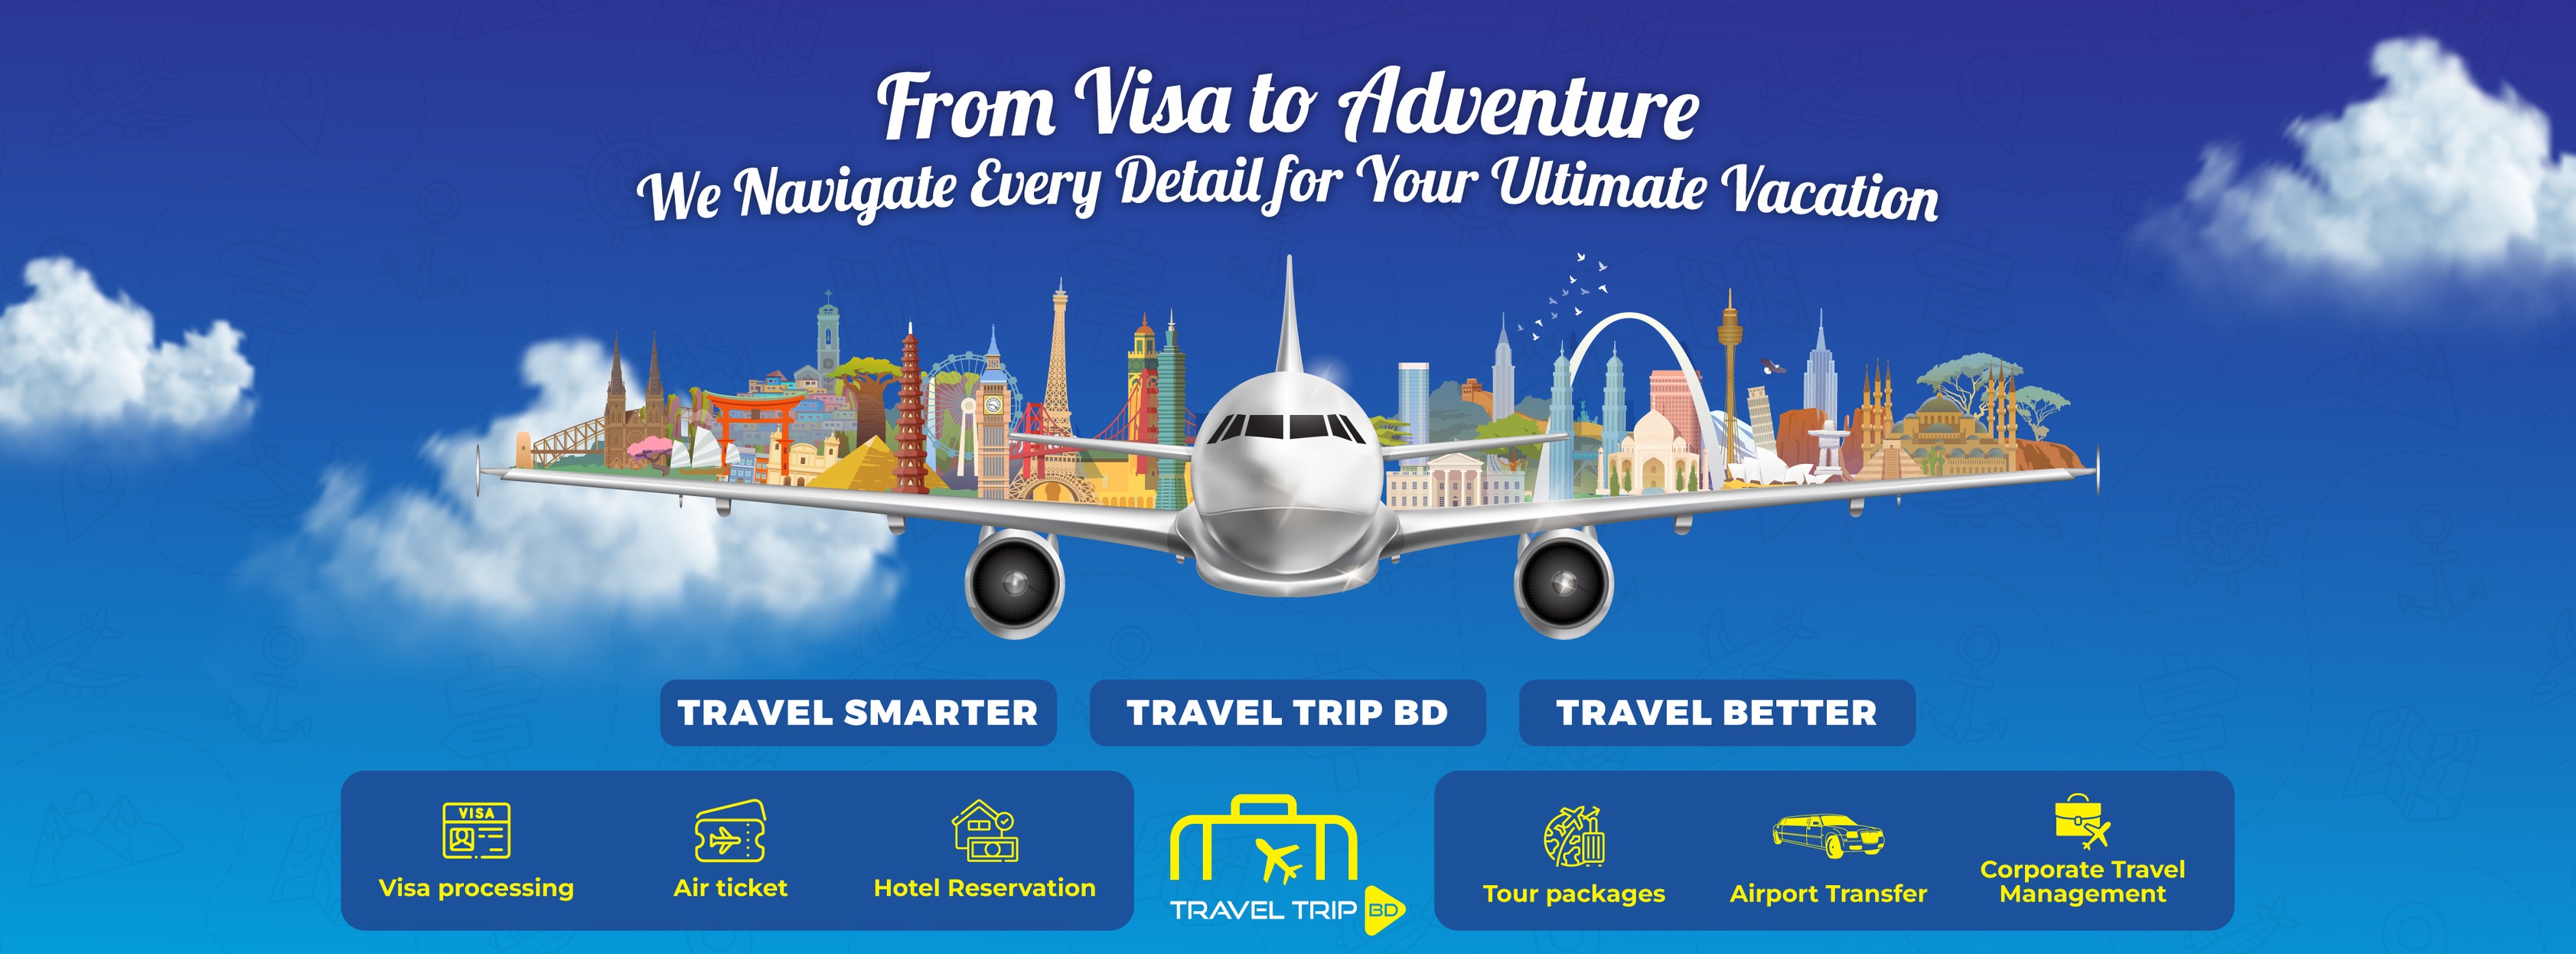 From Visa to Adventure
We Navigate Every Detail for Your Ultimate Vacation
TRAVEL SMARTER
TRAVEL TRIP BD
TRAVEL BETTER
VISA
Visa processing
Air ticket
Hotel Reservation
TRAVEL TRIP BD
Tour packages
Airport Transfer
Corporate Travel
Management